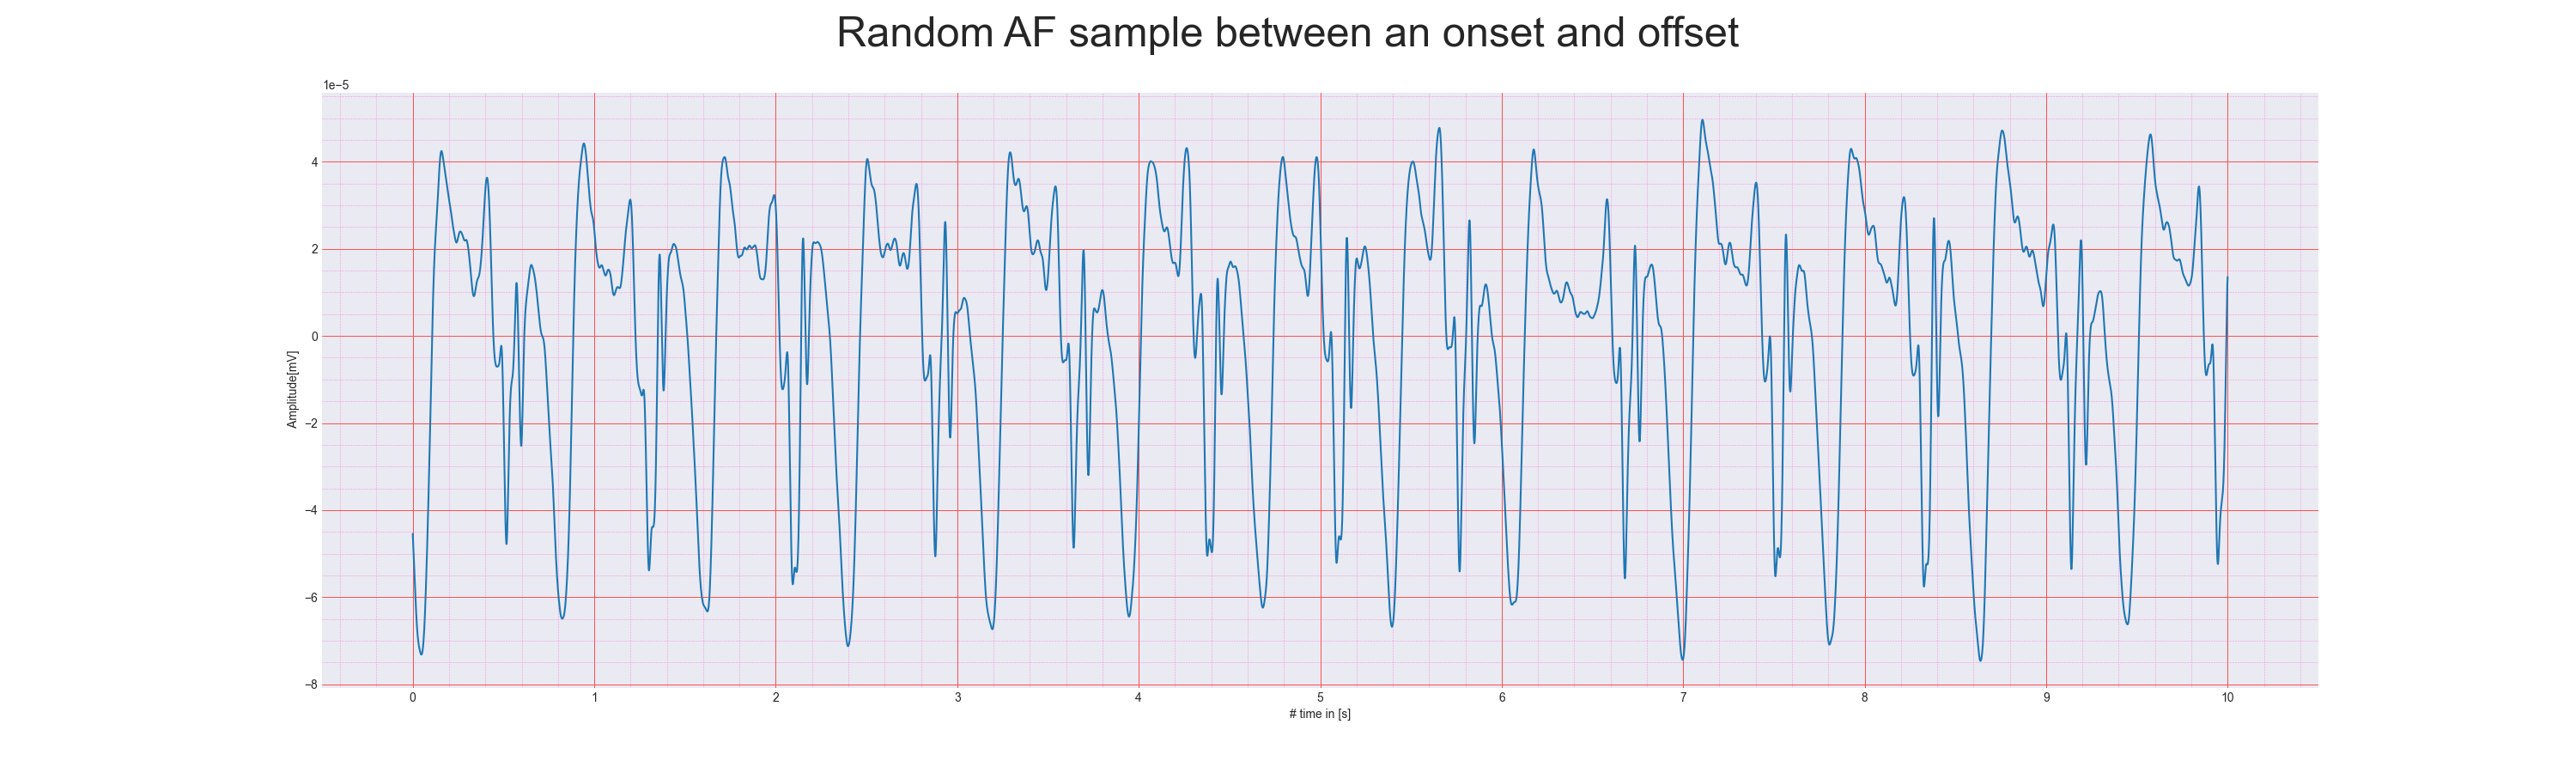 Random AF sample between an onset and offset
1e−5
4
2
0
−2
−4
−6
−8
Amplitude[mV]
0 1 2 3 4 5 6 7 8 9 10
# time in [s]